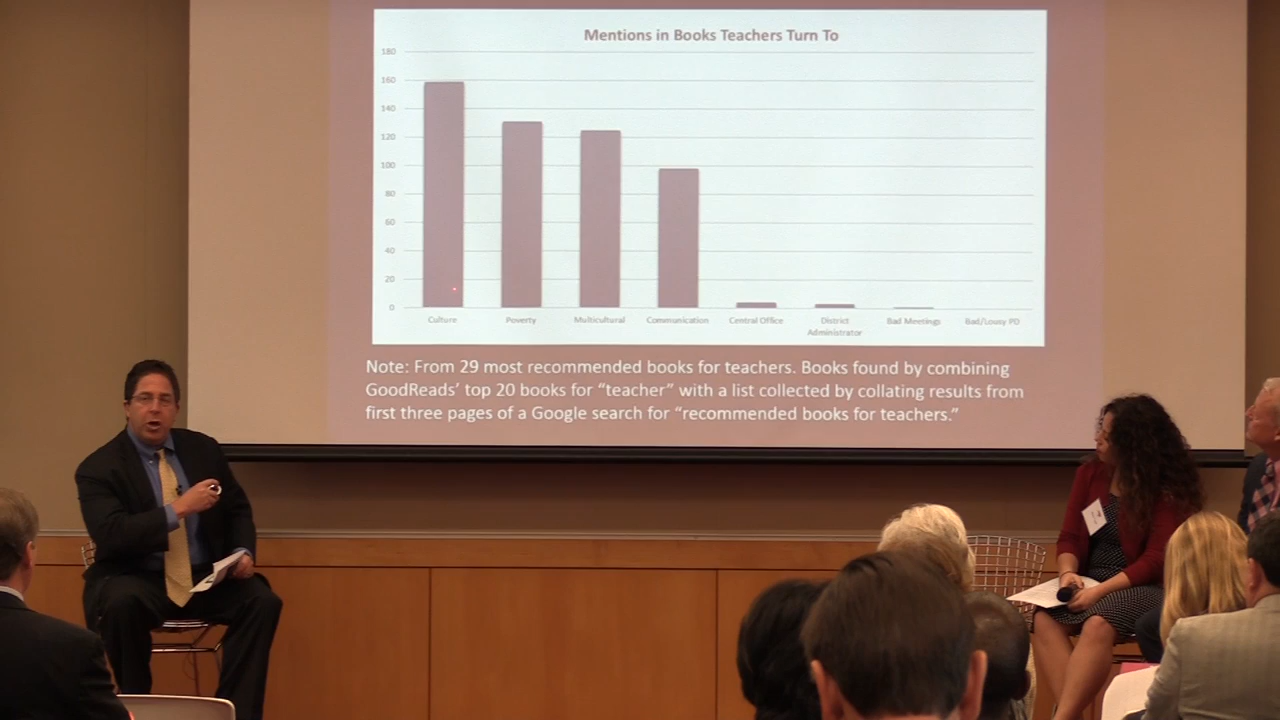 Mentions in Books Teachers Turn To
180
160
140
120
100
80
60
40
20
0
Culture
Poverty
Multicultural
Communication
Central Office
District
Administrator
Bad Meetings
Bad/Lousy PD
Note: From 29 most recommended books for teachers. Books found by combining
GoodReads' top 20 books for "teacher" with a list collected by collating results from
first three pages of a Google search for "recommended books for teachers."